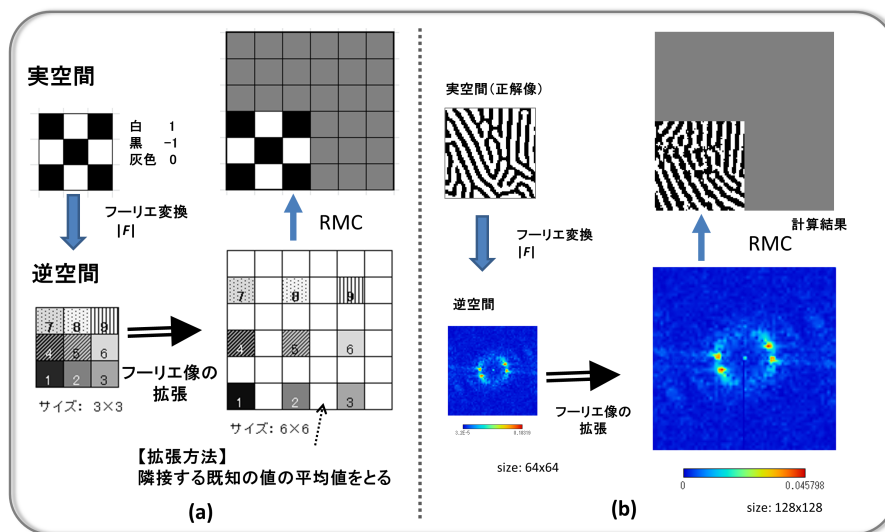 実空間
白 1
黒 -1
灰色 0
フーリエ変換
|F|
RMC
逆空間
7 8 9
4 5 6
1 2 3
サイズ: 3×3
フーリエ像の
拡張
7 8 9
4 5 6
1 2 3
サイズ: 6×6
【拡張方法】
隣接する既知の値の平均値をとる
(a)
実空間(正解像)
フーリエ変換
|F|
計算結果
RMC
逆空間
3.2E-5 0.18319
フーリエ像の
拡張
size: 64x64
0 0.045798
size: 128x128
(b)